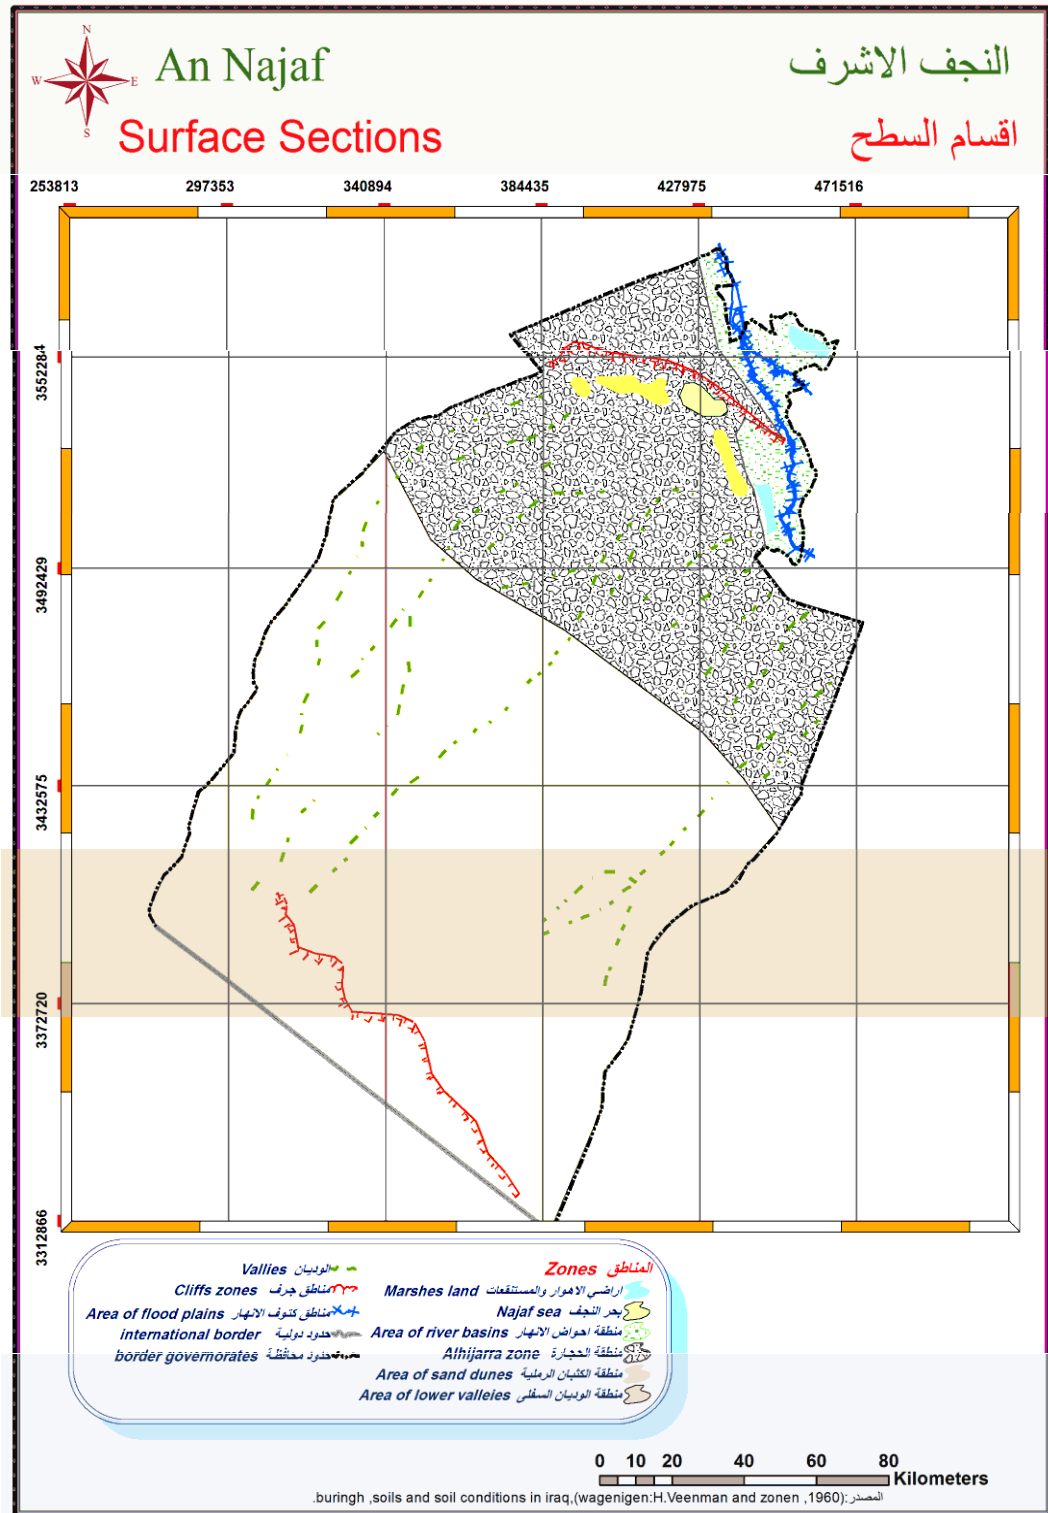 N
W E
S
An Najaf
النجف الاشرف
Surface Sections
اقسام السطح
253813 297353 340894 384435 427975 471516
3552284
3492429
3432575
3372720
3312866
المناطق Zones
اراضي الاهوار والمستنقعات Marshes land
بحر النجف Najaf sea
منطقة احواض الانهار Area of river basins
منطقة الحجارة Alhijarra zone
منطقة الكثبان الرملية Area of sand dunes
منطقة الوديان السفلى Area of lower valleies
الوديان Vallies
مناطق جرف Cliffs zones
مناطق كتوف الانهار Area of flood plains
حدود دولية international border
حدود محافظة border governorates
0 10 20 40 60 80
Kilometers
المصدر:buringh ,soils and soil conditions in iraq,(wagenigen:H.Veenman and zonen ,1960).